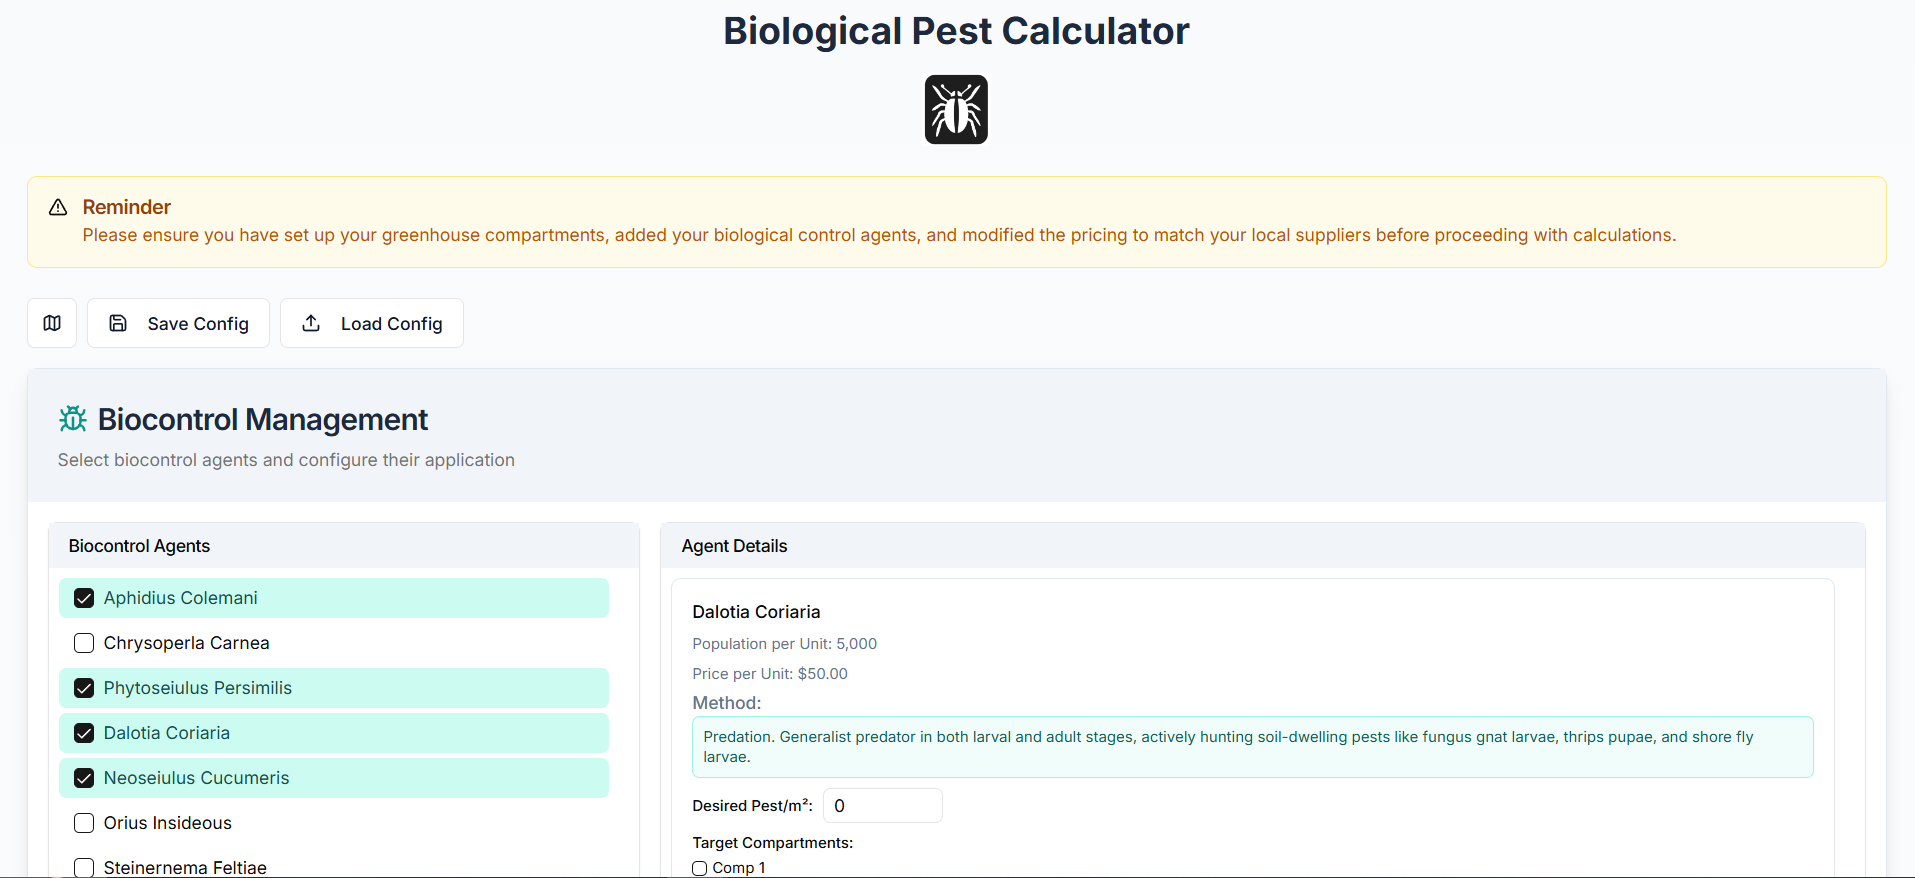 Biological Pest Calculator
Reminder
Please ensure you have set up your greenhouse compartments, added your biological control agents, and modified the pricing to match your local suppliers before proceeding with calculations.
Save Config
Load Config
Biocontrol Management
Select biocontrol agents and configure their application
Biocontrol Agents
Aphidius Colemani
Chrysoperla Carnea
Phytoseiulus Persimilis
Dalotia Coriaria
Neoseiulus Cucumeris
Orius Insideous
Steinernema Feltiae
Agent Details
Dalotia Coriaria
Population per Unit: 5,000
Price per Unit: $50.00
Method:
Predation. Generalist predator in both larval and adult stages, actively hunting soil-dwelling pests like fungus gnat larvae, thrips pupae, and shore fly
larvae.
Desired Pest/m²: 0
Target Compartments:
Comp 1